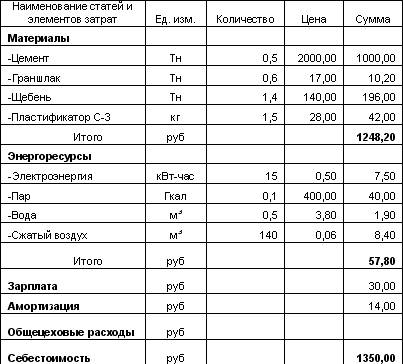 Наименование статей и элементов затрат Ед. изм. Количество Цена Сумма
Материалы
-Цемент Тн 0,5 2000,00 1000,00
-Граншлак Тн 0,6 17,00 10,20
-Щебень Тн 1,4 140,00 196,00
-Пластификатор С-3 кг 1,5 28,00 42,00
Итого руб 1248,20
Энергоресурсы
-Электроэнергия кВт-час 15 0,50 7,50
-Пар Гкал 0,1 400,00 40,00
-Вода м³ 0,5 3,80 1,90
-Сжатый воздух м³ 140 0,06 8,40
Итого руб 57,80
Зарплата руб 30,00
Амортизация руб 14,00
Общецеховые расходы руб
Себестоимость руб 1350,00